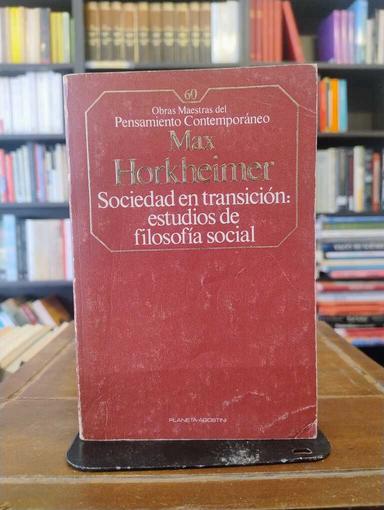 60
Obras Maestras del
Pensamiento Contemporáneo
Max
Horkheimer
Sociedad en transición:
estudios de
filosofía social
PLANETA-AGOSTINI